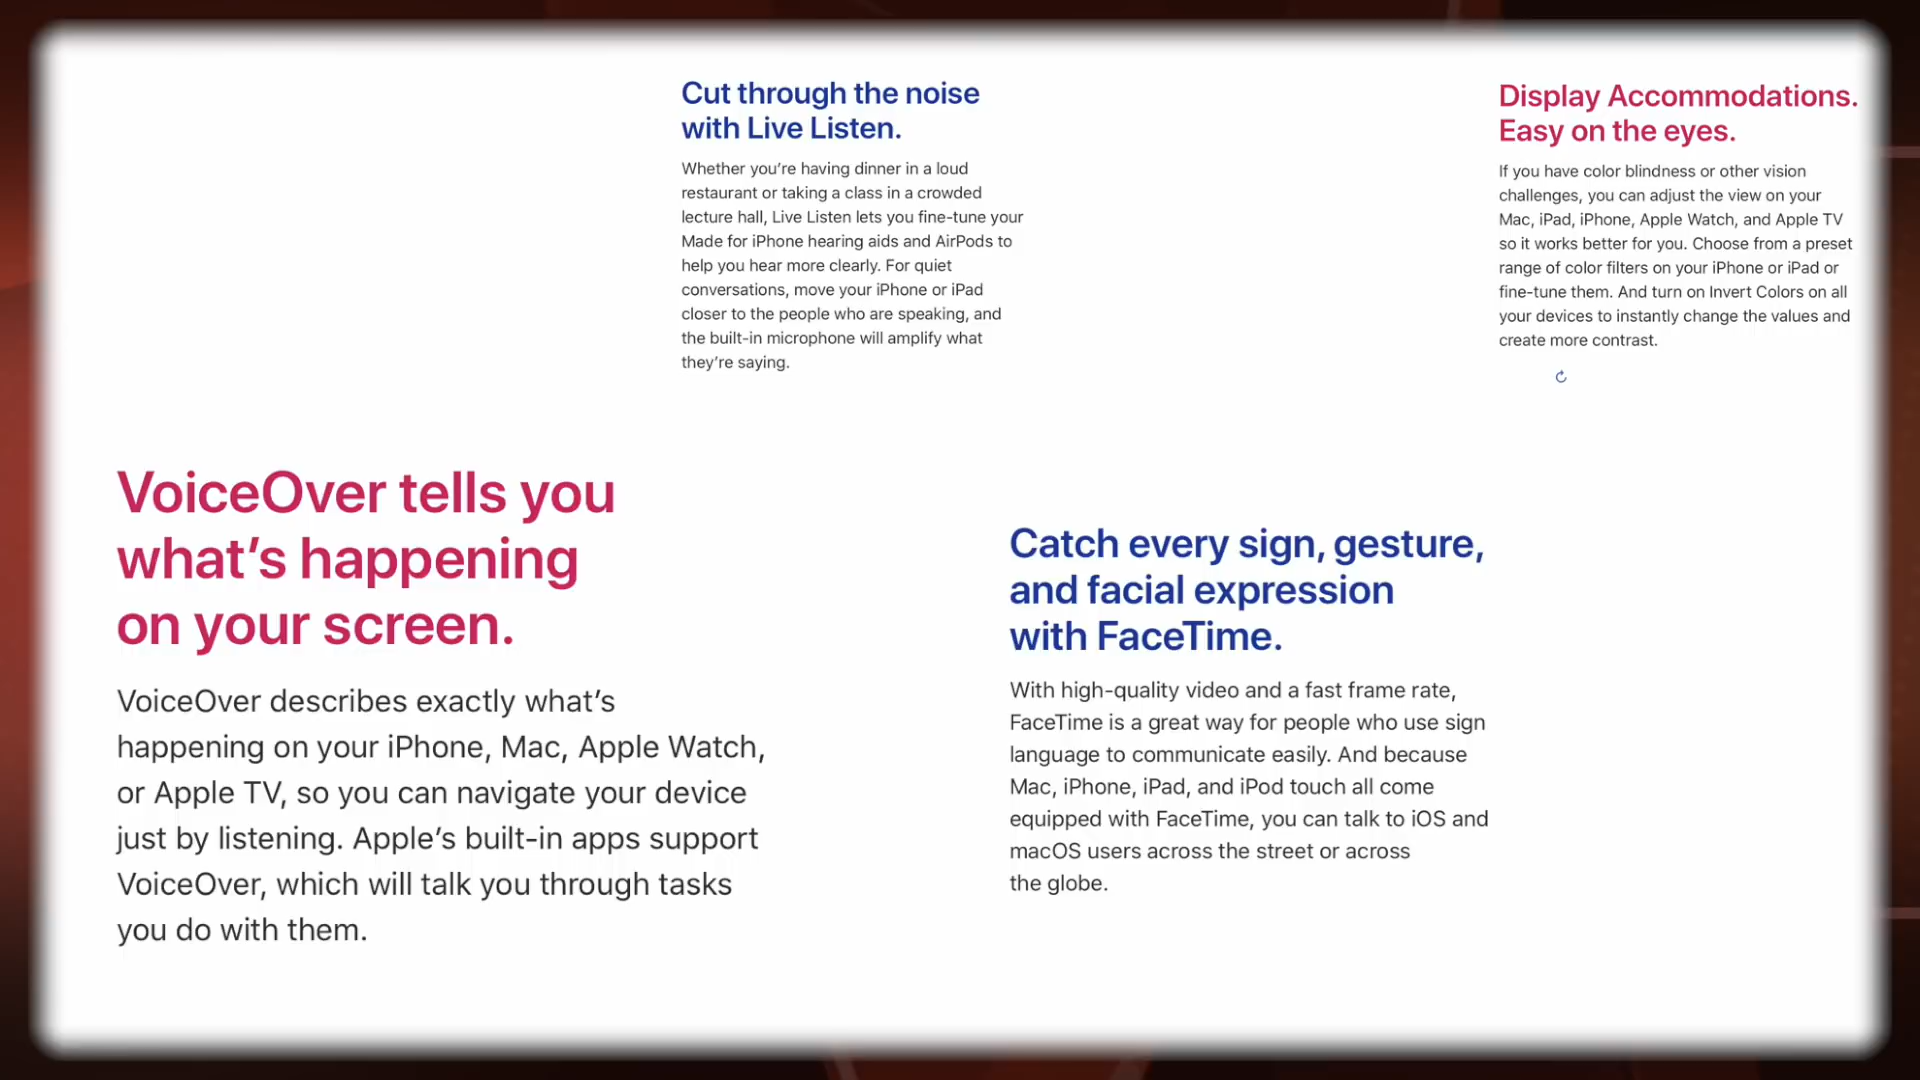 Cut through the noise
with Live Listen.
Whether you’re having dinner in a loud
restaurant or taking a class in a crowded
lecture hall, Live Listen lets you fine-tune your
Made for iPhone hearing aids and AirPods to
help you hear more clearly. For quiet
conversations, move your iPhone or iPad
closer to the people who are speaking, and
the built-in microphone will amplify what
they’re saying.
Display Accommodations.
Easy on the eyes.
If you have color blindness or other vision
challenges, you can adjust the view on your
Mac, iPad, iPhone, Apple Watch, and Apple TV
so it works better for you. Choose from a preset
range of color filters on your iPhone or iPad or
fine-tune them. And turn on Invert Colors on all
your devices to instantly change the values and
create more contrast.
VoiceOver tells you
what’s happening
on your screen.
VoiceOver describes exactly what’s
happening on your iPhone, Mac, Apple Watch,
or Apple TV, so you can navigate your device
just by listening. Apple’s built-in apps support
VoiceOver, which will talk you through tasks
you do with them.
Catch every sign, gesture,
and facial expression
with FaceTime.
With high-quality video and a fast frame rate,
FaceTime is a great way for people who use sign
language to communicate easily. And because
Mac, iPhone, iPad, and iPod touch all come
equipped with FaceTime, you can talk to iOS and
macOS users across the street or across
the globe.